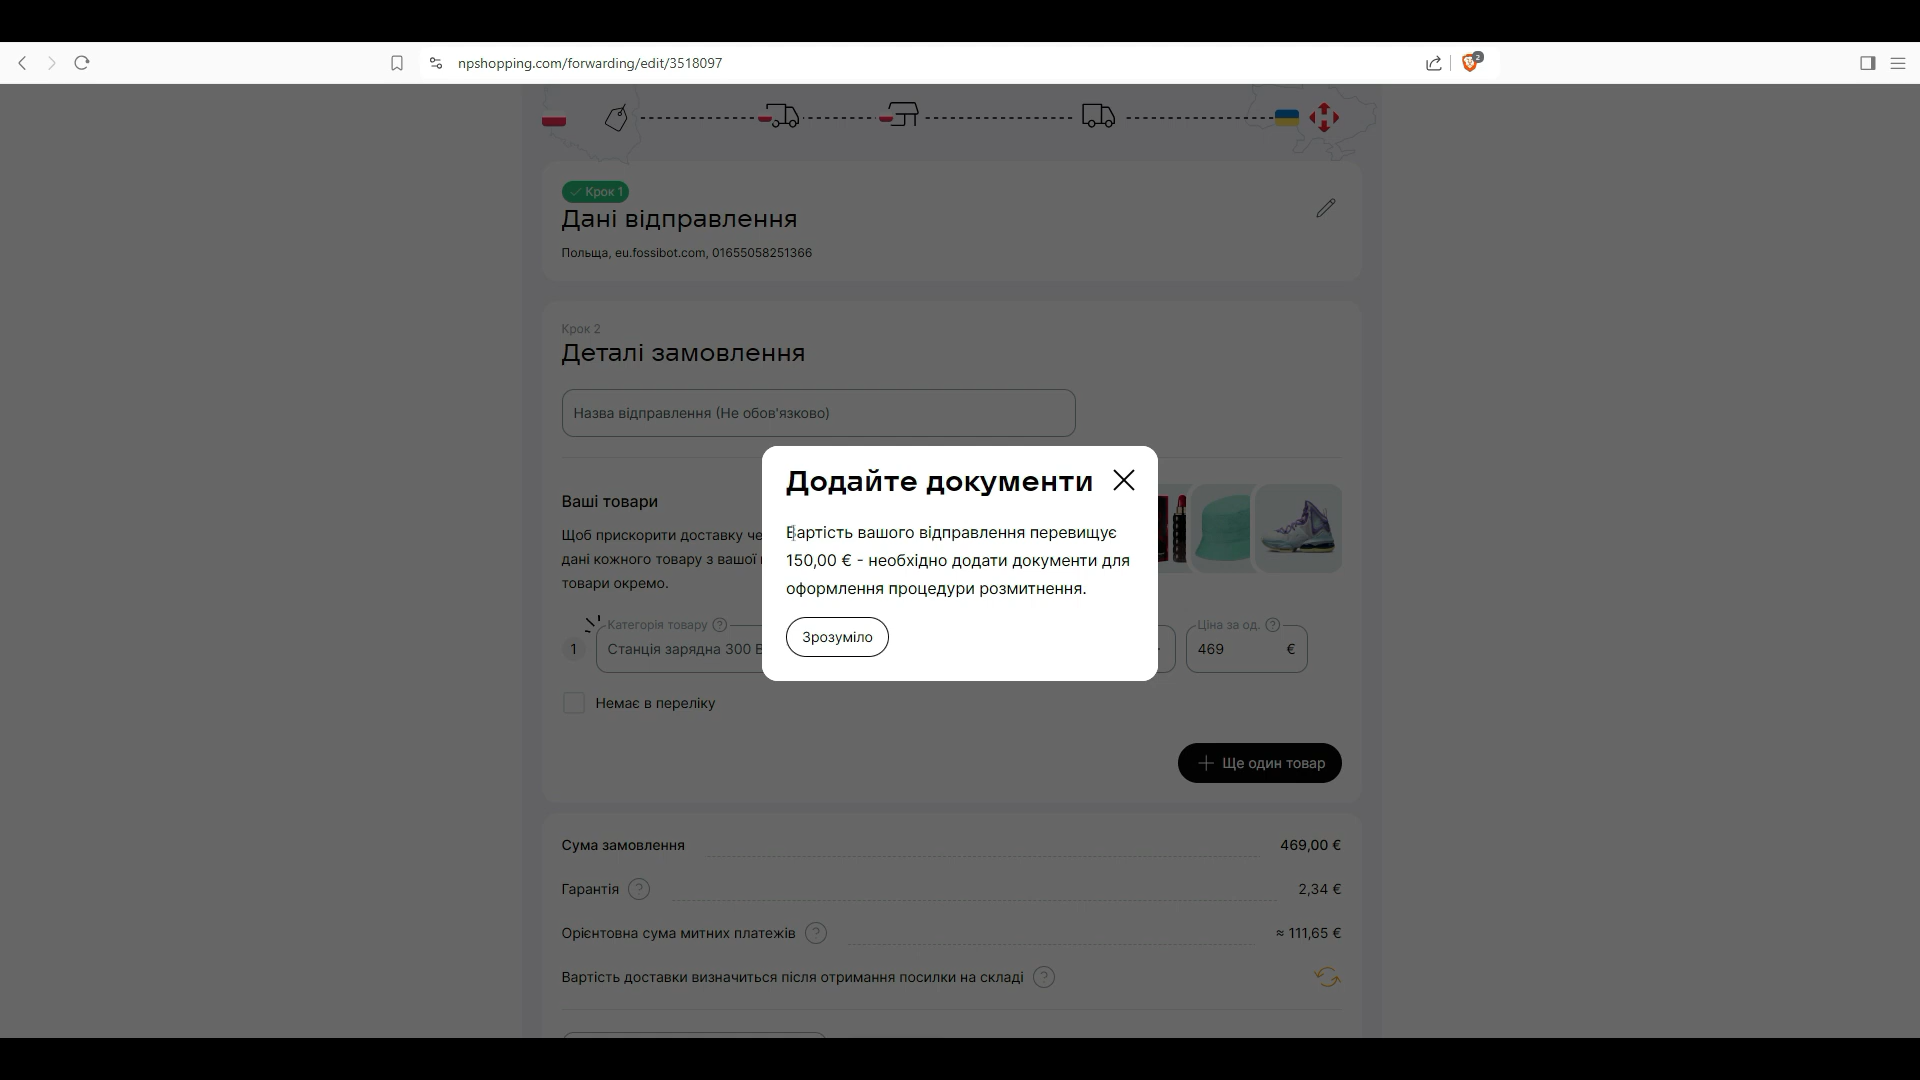 npshopping.com/forwarding/edit/3518097
2
Крок 1
Дані відправлення
Польща, eu.fossibot.com, 01655058251366
Крок 2
Деталі замовлення
Назва відправлення (Не обов'язково)
Ваші товари
Щоб прискорити доставку
дані кожного товару з вашої
товари окремо.
Додайте документи
Вартість вашого відправлення перевищує
150,00 € - необхідно додати документи для
оформлення процедури розмитнення.
Зрозуміло
Категорія товару ?
1
Станція зарядна 300
Ціна за од. ?
469 €
Немає в переліку
Ще один товар
Сума замовлення 469,00 €
Гарантія ? 2,34 €
Орієнтовна сума митних платежів ? ≈ 111,65 €
Вартість доставки визначиться після отримання посилки на складі ?